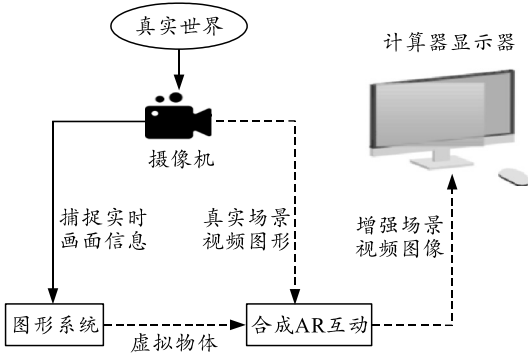 真实世界
计算器显示器
摄像机
捕捉实时
画面信息
真实场景
视频图形
增强场景
视频图像
图形系统
虚拟物体
合成AR互动